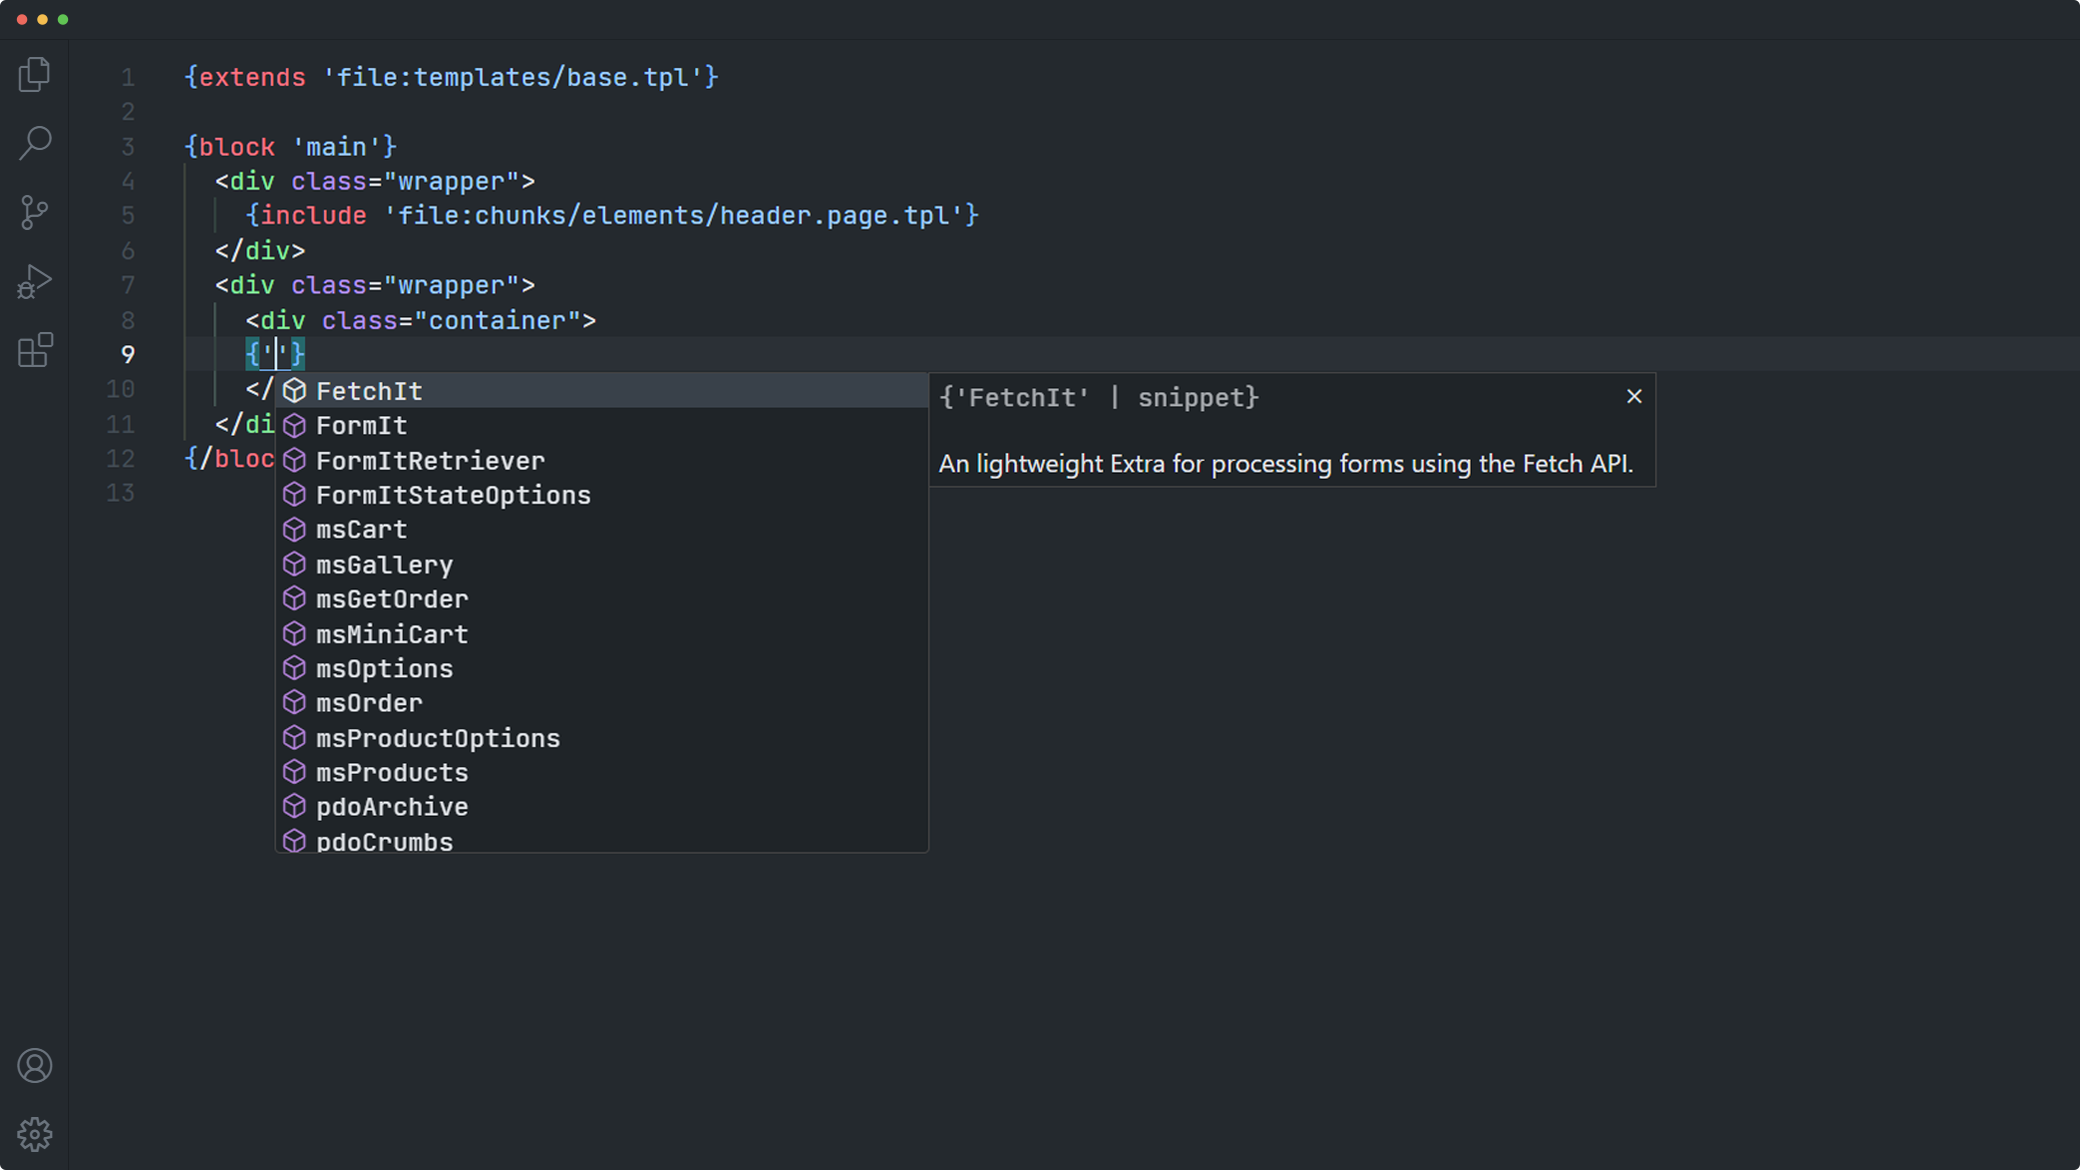 1 {extends 'file:templates/base.tpl'}
2
3 {block 'main'}
4 <div class="wrapper">
5 {include 'file:chunks/elements/header.page.tpl'}
6 </div>
7 <div class="wrapper">
8 <div class="container">
9 {''}
10 </
11 </di
12 {/bloc
13
FetchIt
FormIt
FormItRetriever
FormItStateOptions
msCart
msGallery
msGetOrder
msMiniCart
msOptions
msOrder
msProductOptions
msProducts
pdoArchive
pdoCrumbs
{'FetchIt' | snippet}
An lightweight Extra for processing forms using the Fetch API.